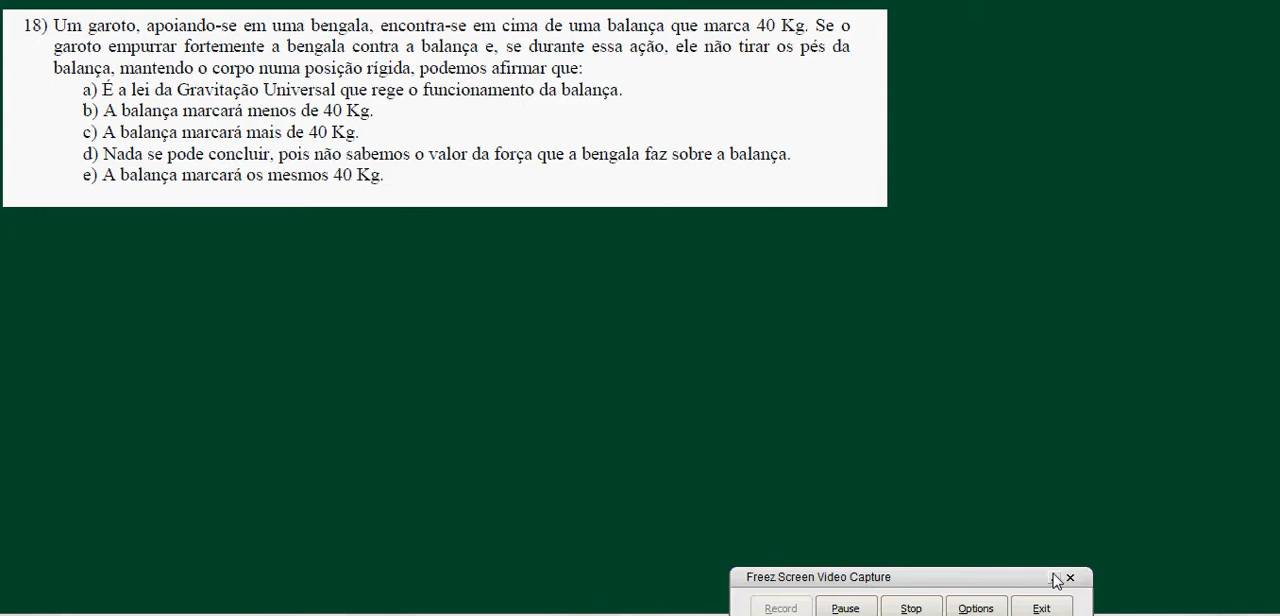 18) Um garoto, apoiando-se em uma bengala, encontra-se em cima de uma balança que marca 40 Kg. Se o
garoto empurrar fortemente a bengala contra a balança e, se durante essa ação, ele não tirar os pés da
balança, mantendo o corpo numa posição rígida, podemos afirmar que:
a) É a lei da Gravitação Universal que rege o funcionamento da balança.
b) A balança marcará menos de 40 Kg.
c) A balança marcará mais de 40 Kg.
d) Nada se pode concluir, pois não sabemos o valor da força que a bengala faz sobre a balança.
e) A balança marcará os mesmos 40 Kg.
Freez Screen Video Capture
Record Pause Stop Options Exit